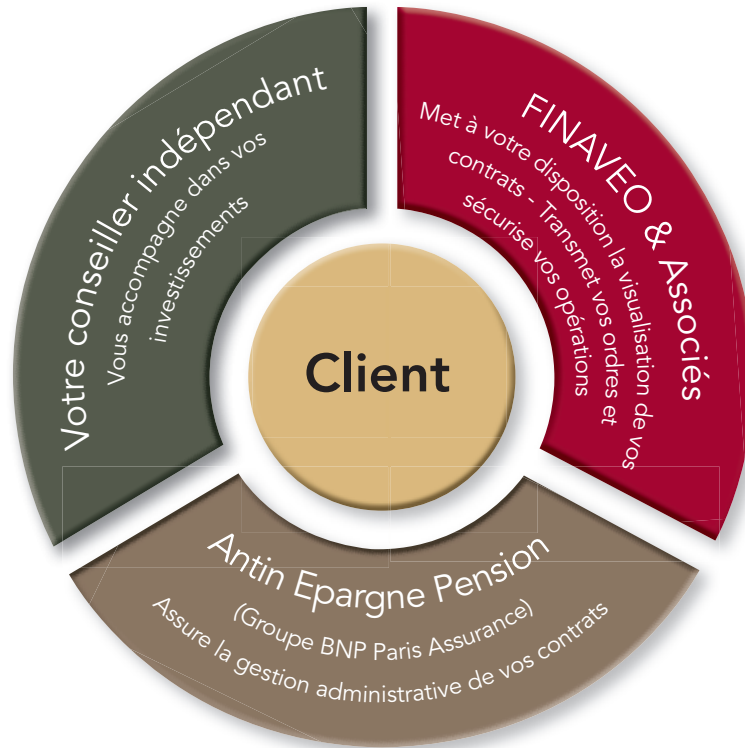 Votre conseiller indépendant
Vous accompagne dans vos
investissements
FINAVEO & Associés
Met à votre disposition la visualisation de vos
contrats - Transmet vos ordres et
sécurise vos opérations
Client
Antin Epargne Pension
(Groupe BNP Paris Assurance)
Assure la gestion administrative de vos contrats